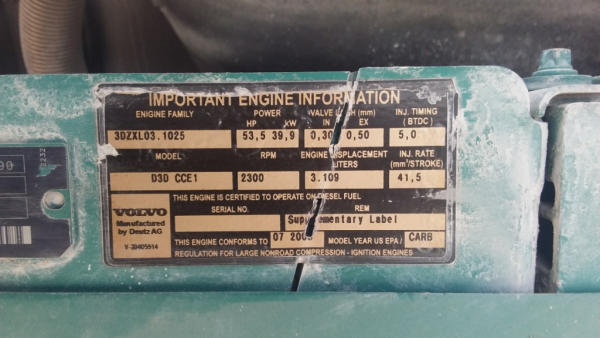 IMPORTANT ENGINE INFORMATION
ENIGINE FAMILY POWER VALVE (mm) INJ. TIMING
HP kW IN EX (BTDC)
3DZXL03.1025 53,5 39,9 0,30 0,50 5,0
MODEL RPM ENGINE DISPLACEMENT INJ. RATE
LITERS (mm³/STROKE)
D3D CCE1 2300 3.109 41,5
THIS ENGINE IS CERTIFIED TO OPERATE ON DIESEL FUEL
VOLVO SERIAL NO. REM
Manufactured Supplementary Label
by Deutz AG
THIS ENGINE CONFORMS TO 07 MODEL YEAR US EPA / CARB
REGULATION FOR LARGE NONROAD COMPRESSION - IGNITION ENGINES
2232